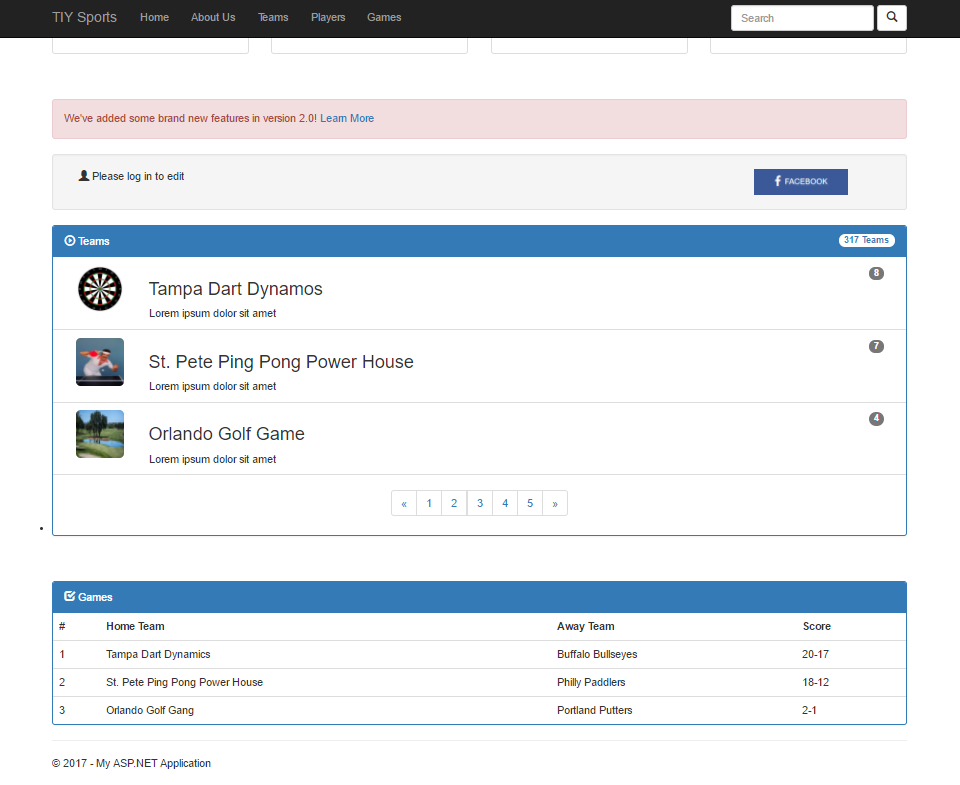 TIY Sports Home About Us Teams Players Games Search
We've added some brand new features in version 2.0! Learn More
Please log in to edit FACEBOOK
Teams 317 Teams
Tampa Dart Dynamos 8
Lorem ipsum dolor sit amet
St. Pete Ping Pong Power House 7
Lorem ipsum dolor sit amet
Orlando Golf Game 4
Lorem ipsum dolor sit amet
« 1 2 3 4 5 »
Games
# Home Team Away Team Score
1 Tampa Dart Dynamics Buffalo Bullseyes 20-17
2 St. Pete Ping Pong Power House Philly Paddlers 18-12
3 Orlando Golf Gang Portland Putters 2-1
© 2017 - My ASP.NET Application